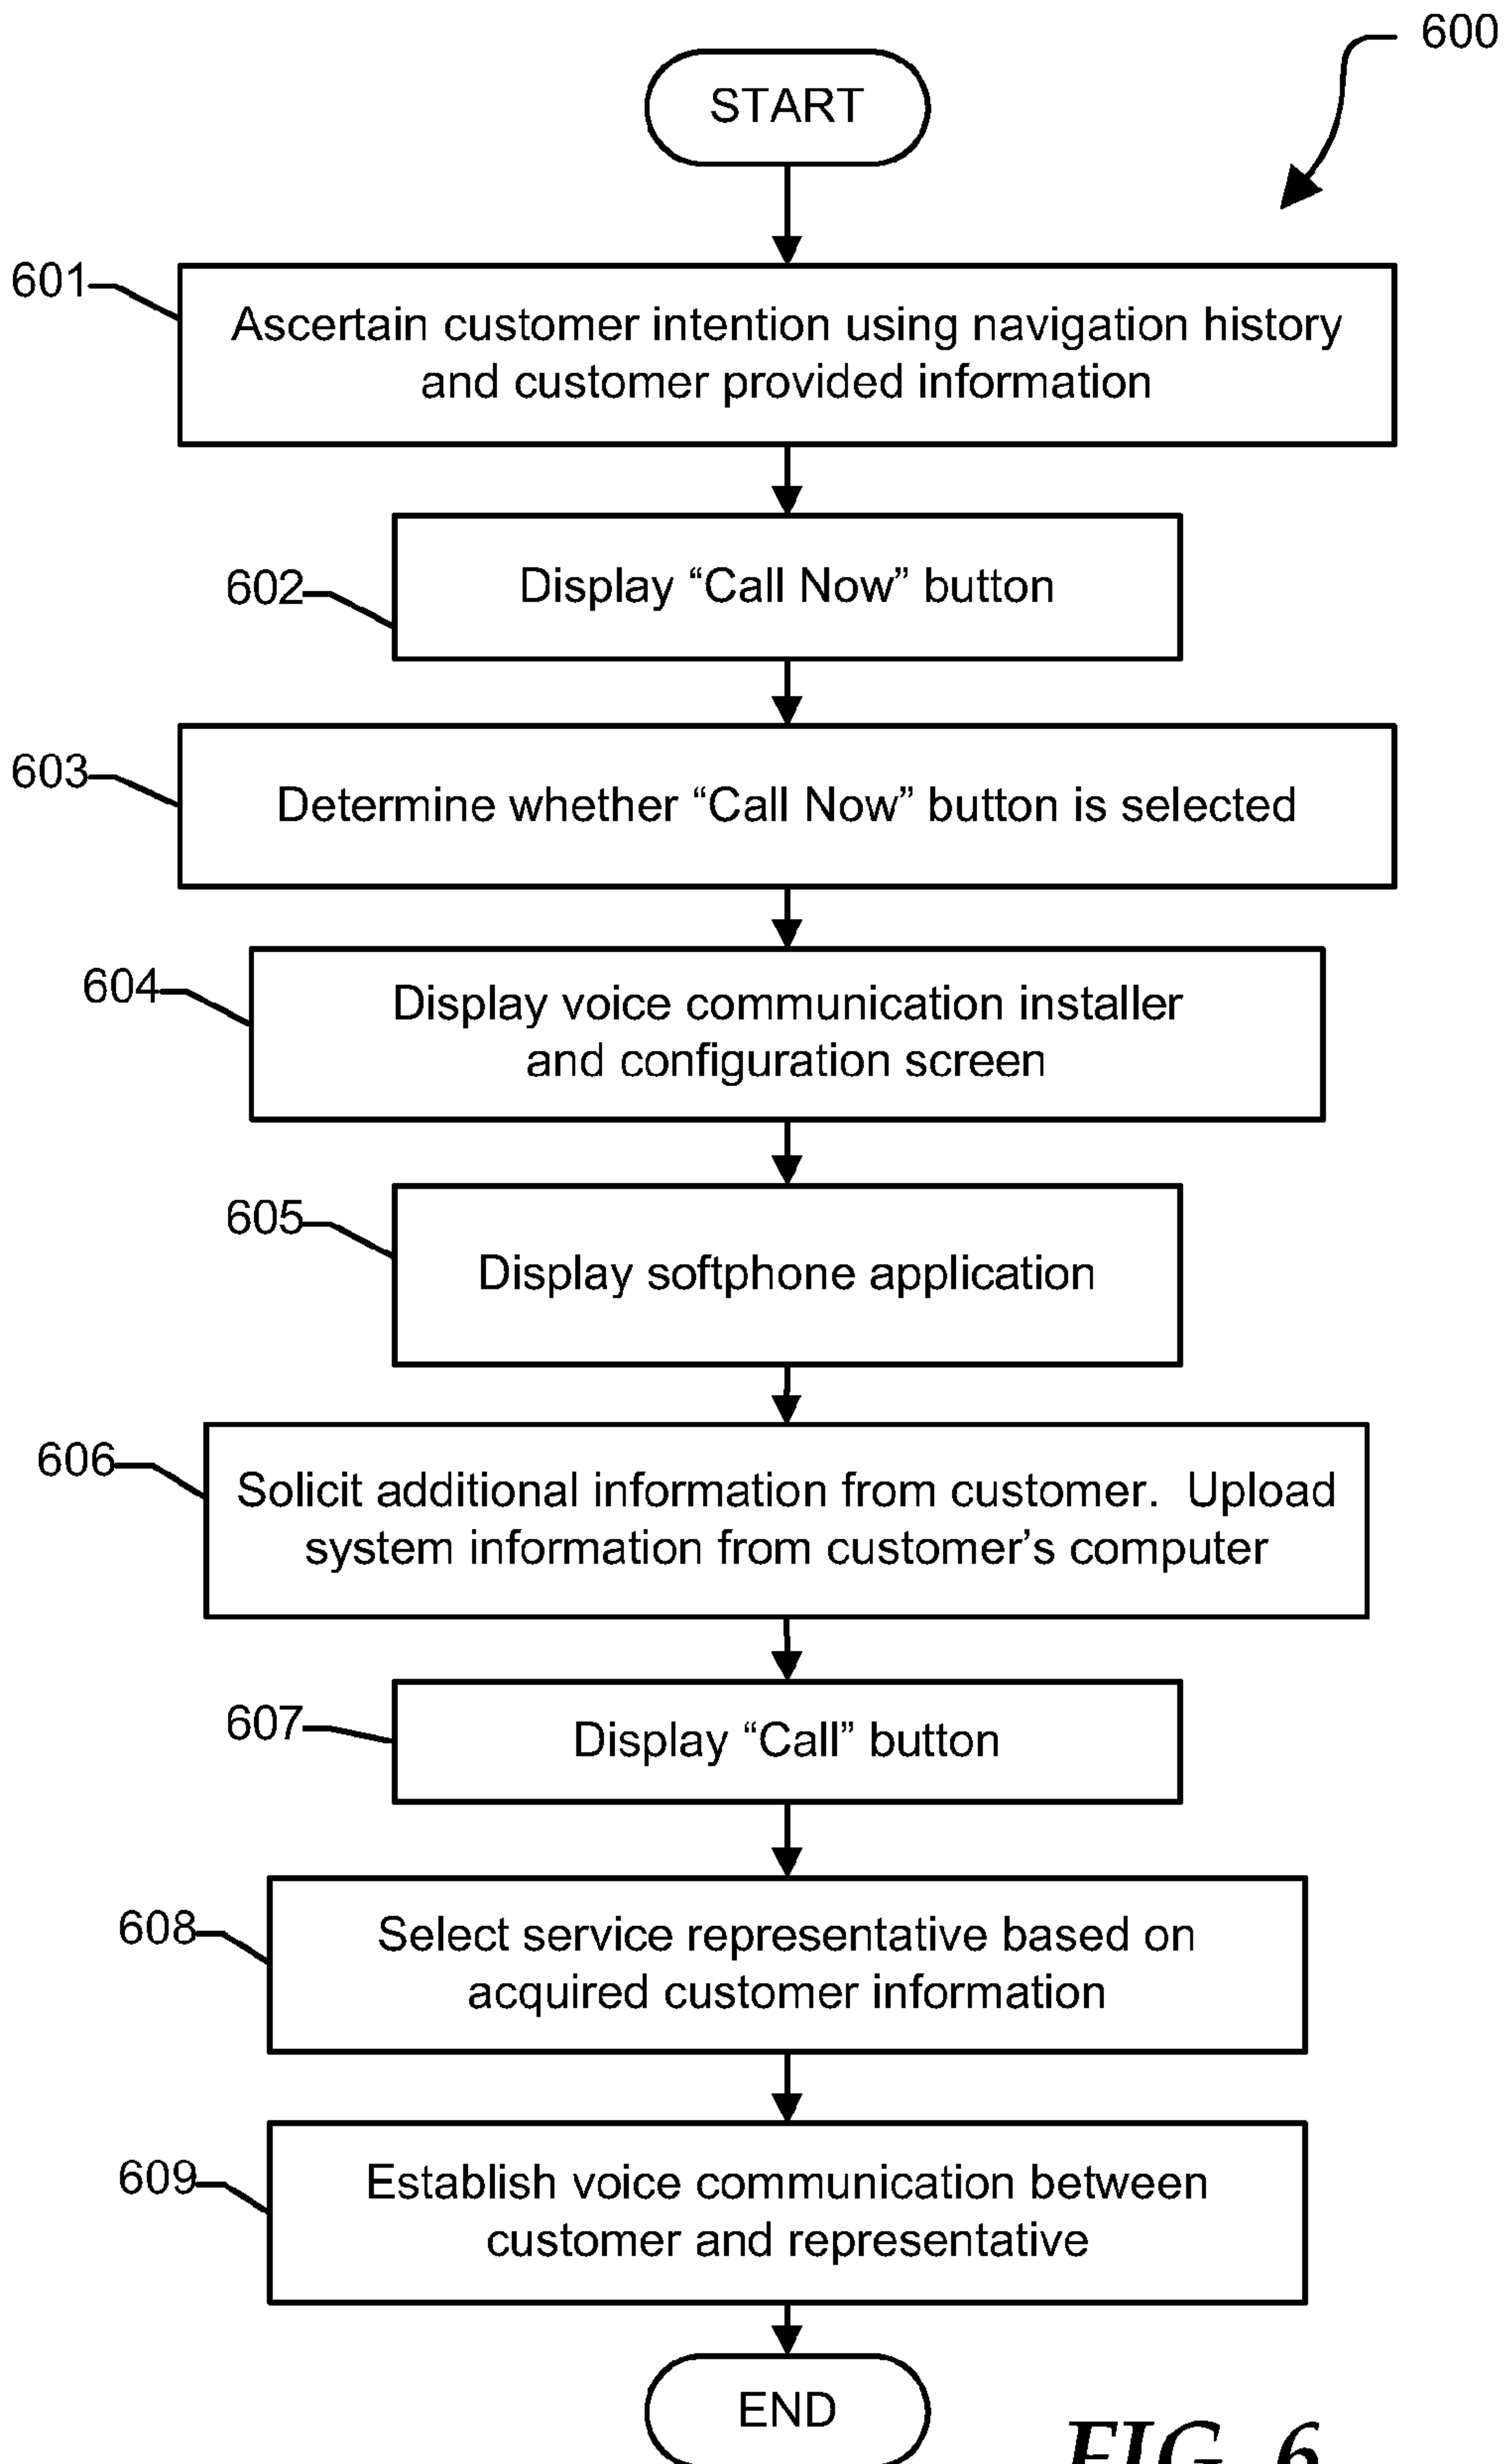 600
START
601
Ascertain customer intention using navigation history
and customer provided information
602
Display “Call Now” button
603
Determine whether “Call Now” button is selected
604
Display voice communication installer
and configuration screen
605
Display softphone application
606
Solicit additional information from customer.  Upload
system information from customer’s computer
607
Display “Call” button
608
Select service representative based on
acquired customer information
609
Establish voice communication between
customer and representative
END
FIG. 6